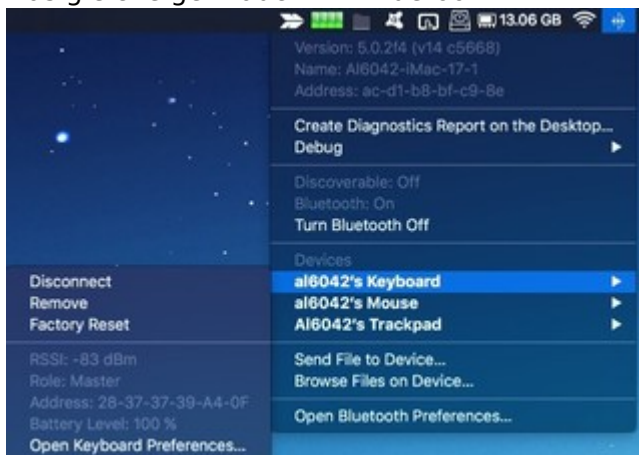 13.06 GB
Version: 5.0.2f4 (v14 c5668)
Name: Al6042-iMac-17-1
Address: ac-d1-b8-bf-c9-8e
Create Diagnostics Report on the Desktop...
Debug
Discoverable: Off
Bluetooth: On
Turn Bluetooth Off
Devices
al6042's Keyboard
al6042's Mouse
Al6042's Trackpad
Send File to Device...
Browse Files on Device...
Open Bluetooth Preferences...
Disconnect
Remove
Factory Reset
RSSI: -83 dBm
Role: Master
Address: 28-37-37-39-A4-0F
Battery Level: 100 %
Open Keyboard Preferences...